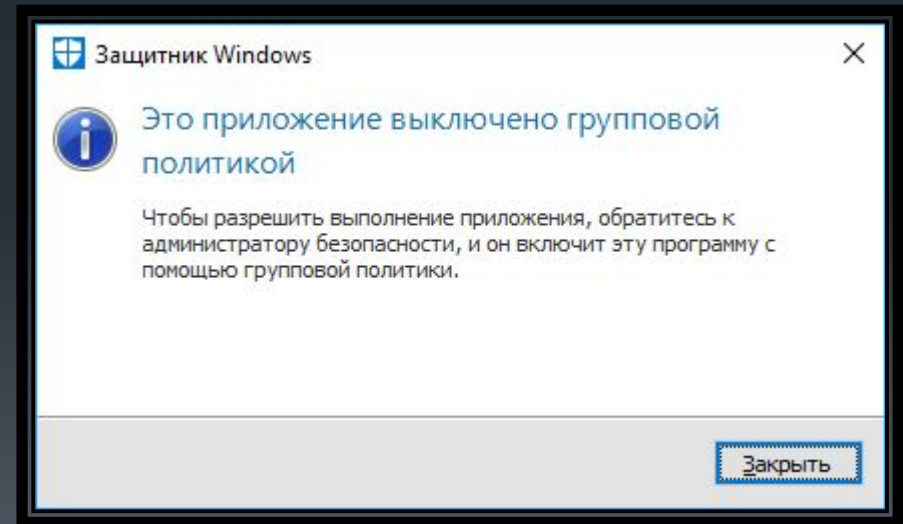 Защитник Windows
Это приложение выключено групповой
политикой
Чтобы разрешить выполнение приложения, обратитесь к
администратору безопасности, и он включит эту программу с
помощью групповой политики.
Закрыть